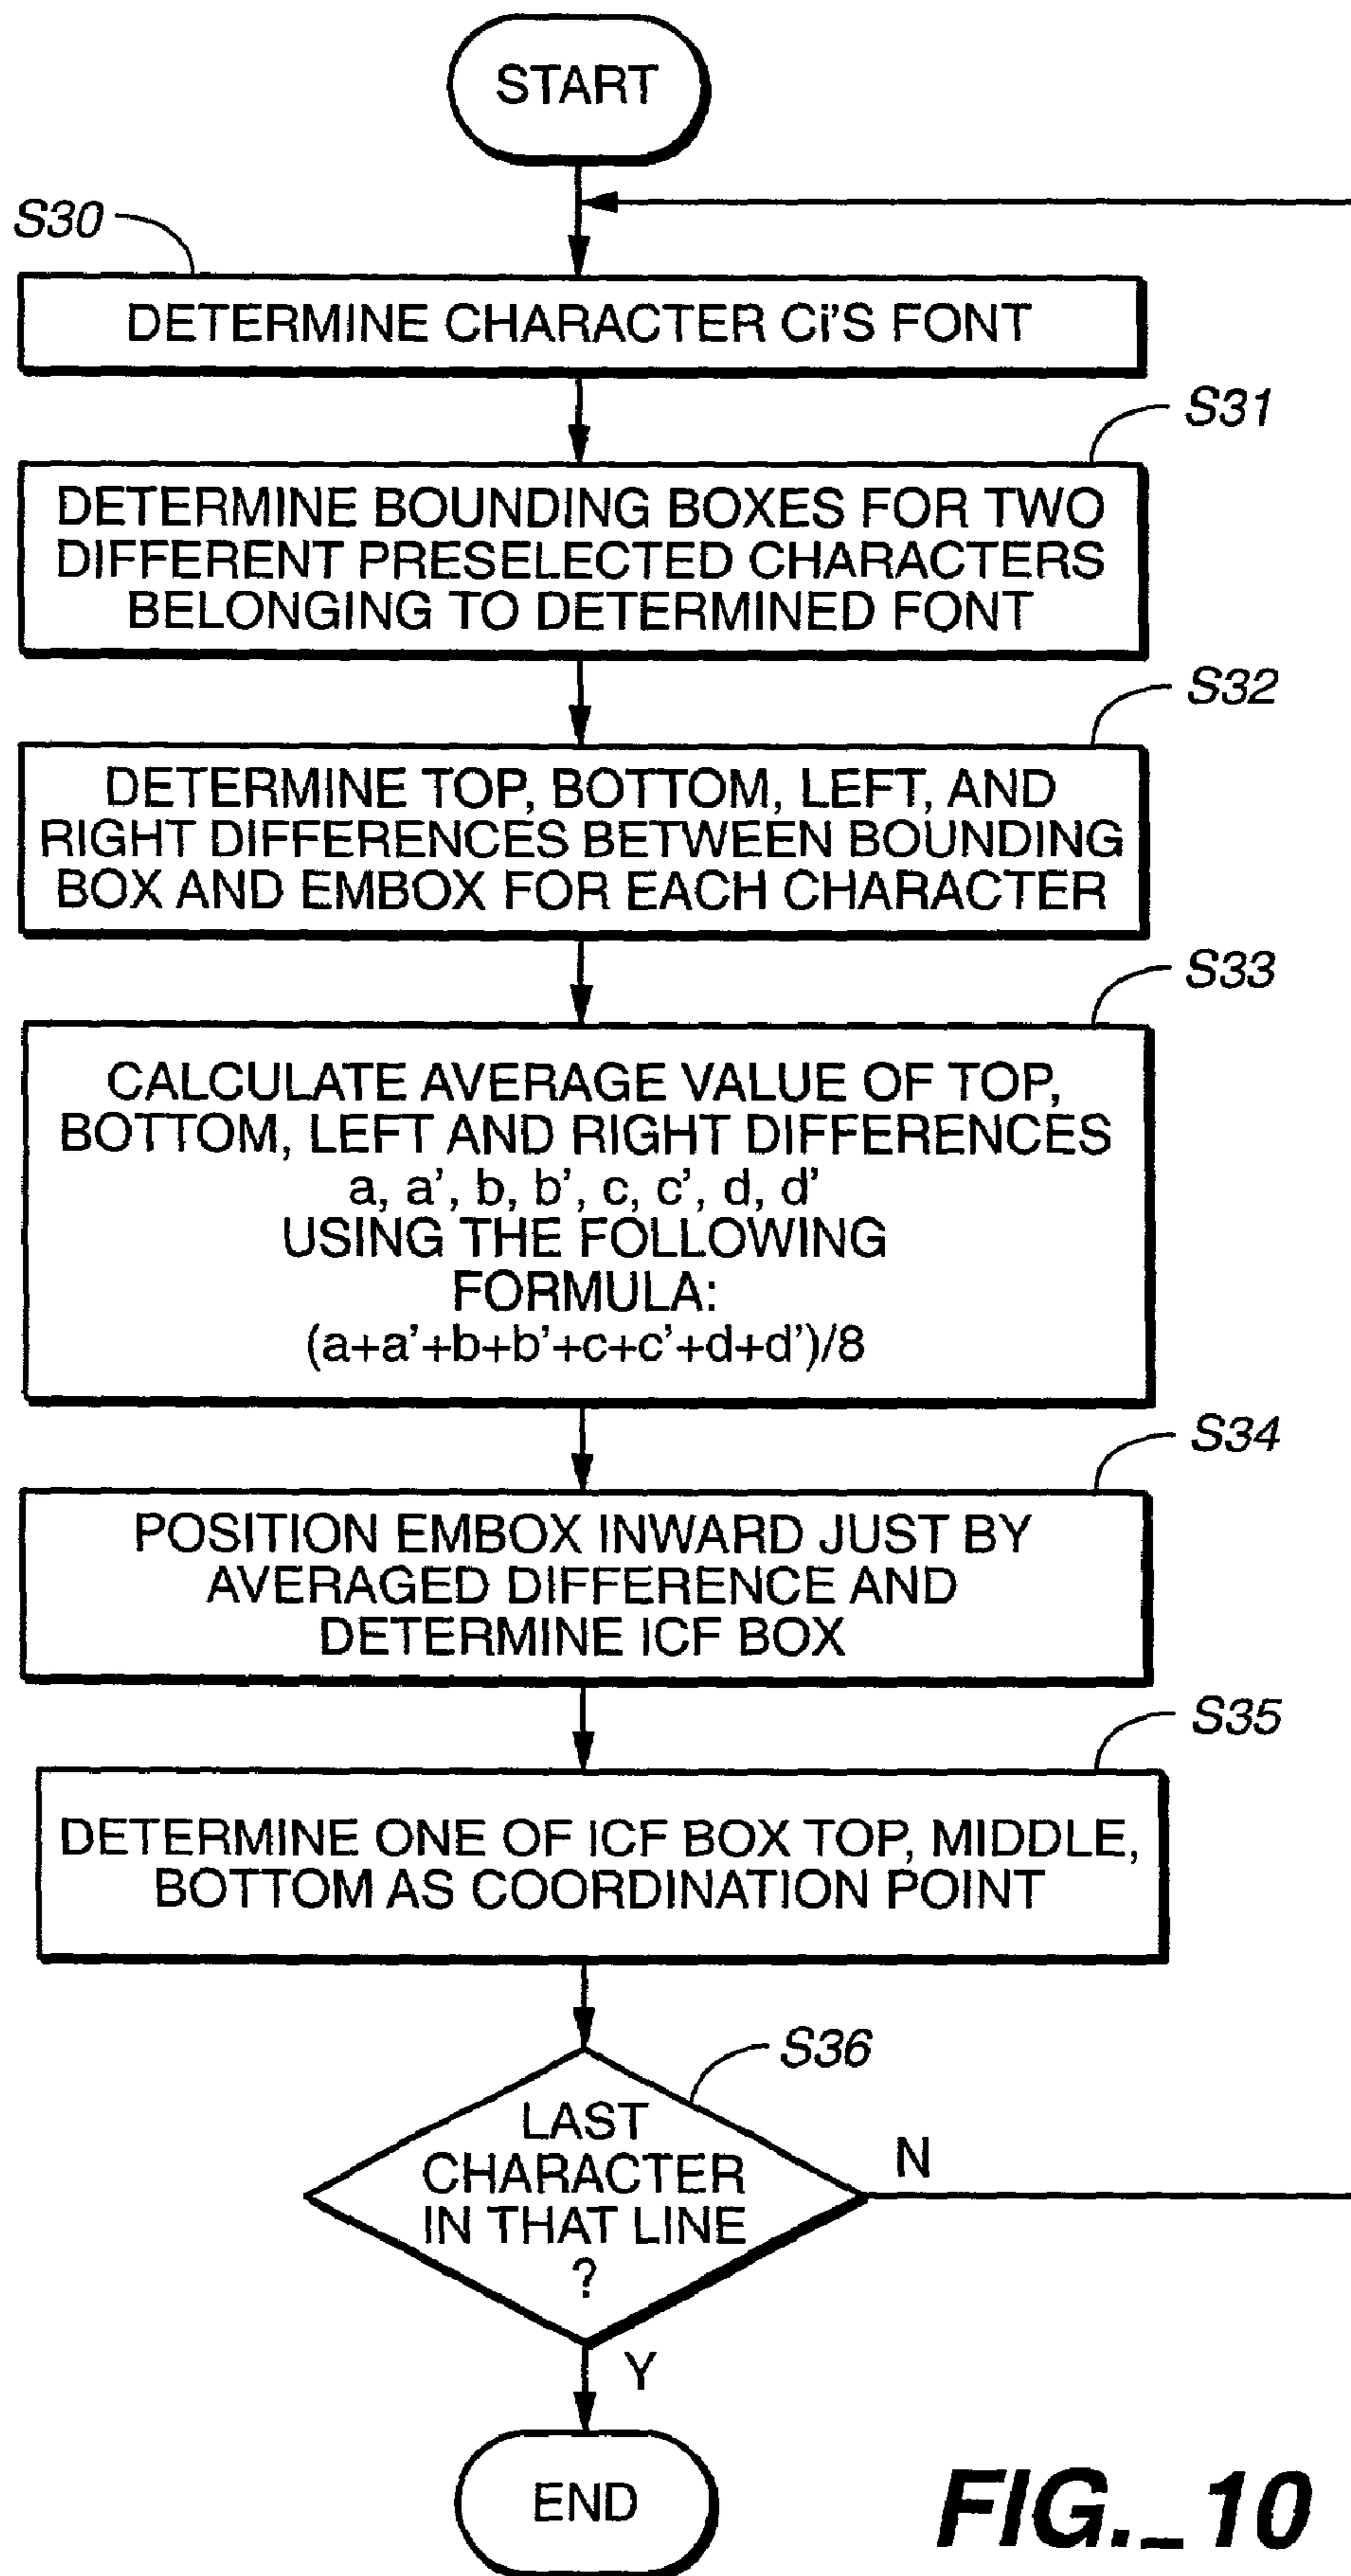 START
S30
DETERMINE CHARACTER Ci'S FONT
S31
DETERMINE BOUNDING BOXES FOR TWO
DIFFERENT PRESELECTED CHARACTERS
BELONGING TO DETERMINED FONT
S32
DETERMINE TOP, BOTTOM, LEFT, AND
RIGHT DIFFERENCES BETWEEN BOUNDING
BOX AND EMBOX FOR EACH CHARACTER
S33
CALCULATE AVERAGE VALUE OF TOP,
BOTTOM, LEFT AND RIGHT DIFFERENCES
a, a', b, b', c, c', d, d'
USING THE FOLLOWING
FORMULA:
(a+a'+b+b'+c+c'+d+d')/8
S34
POSITION EMBOX INWARD JUST BY
AVERAGED DIFFERENCE AND
DETERMINE ICF BOX
S35
DETERMINE ONE OF ICF BOX TOP, MIDDLE,
BOTTOM AS COORDINATION POINT
S36
LAST
CHARACTER
IN THAT LINE
?
N
Y
END
FIG._10